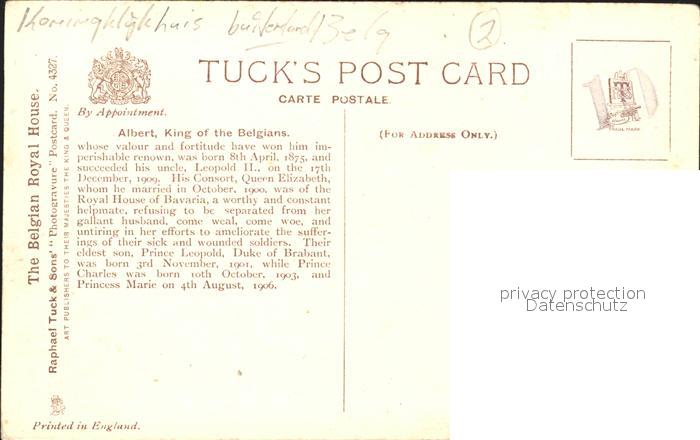 Koninklijkhuis buitenland/Belg
2
TUCK'S POST CARD
CARTE POSTALE.
By Appointment.
(FOR ADDRESS ONLY.)
TRADE MARK
10
The Belgian Royal House.
Raphael Tuck & Sons' "Photogravure" Postcard, No. 4327.
ART PUBLISHERS TO THEIR MAJESTIES THE KING & QUEEN.
Albert, King of the Belgians.
whose valour and fortitude have won him im-
perishable renown, was born 8th April, 1875, and
succeeded his uncle, Leopold II., on the 17th
December, 1909. His Consort, Queen Elizabeth,
whom he married in October, 1900, was of the
Royal House of Bavaria, a worthy and constant
helpmate, refusing to be separated from her
gallant husband, come weal, come woe, and
untiring in her efforts to ameliorate the suffer-
ings of their sick and wounded soldiers. Their
eldest son, Prince Leopold, Duke of Brabant,
was born 3rd November, 1901, while Prince
Charles was born 10th October, 1903, and
Princess Marie on 4th August, 1906.
privacy protection
Datenschutz
Printed in England.